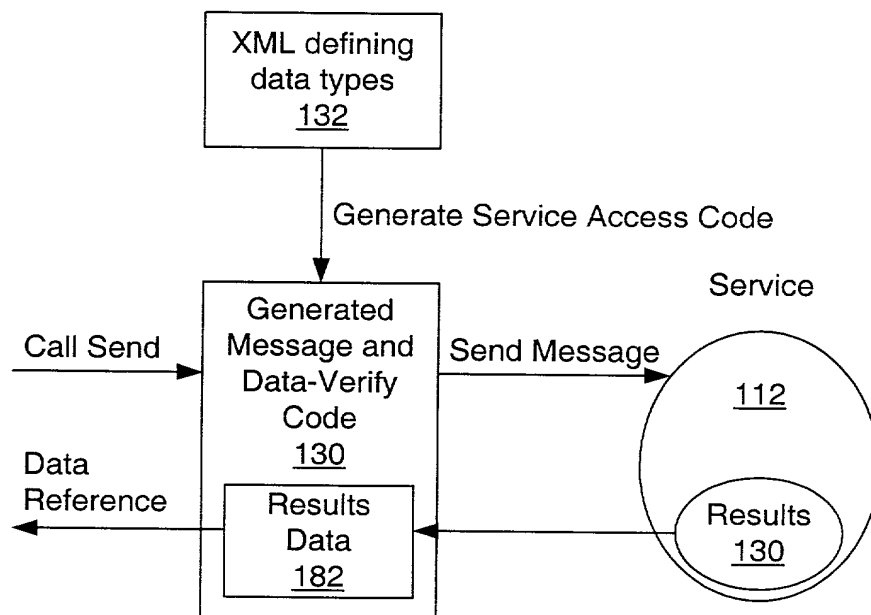 XML defining
data types
132
Generate Service Access Code
Service
Generated
Message and
Data-Verify
Code
130
Call Send
Send Message
112
Data
Reference
Results
Data
182
Results
130